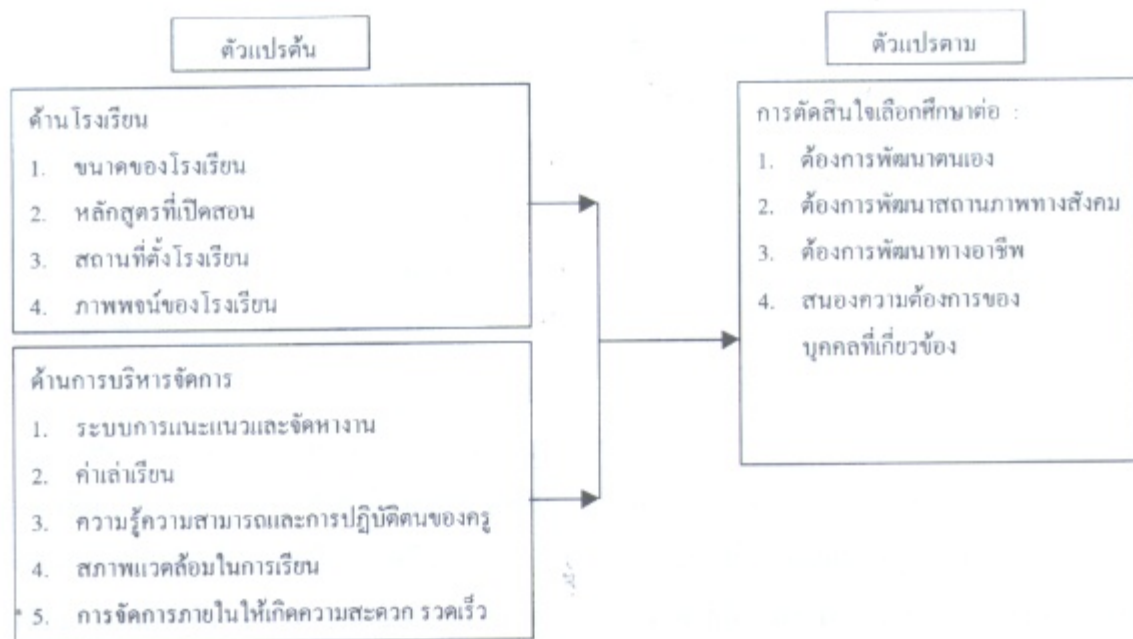 ตัวแปรต้น
ด้านโรงเรียน
1. ขนาดของโรงเรียน
2. หลักสูตรที่เปิดสอน
3. สถานที่ตั้งโรงเรียน
4. ภาพพจน์ของโรงเรียน
ด้านการบริหารจัดการ
1. ระบบการแนะแนวและจัดหางาน
2. ค่าเล่าเรียน
3. ความรู้ความสามารถและการปฏิบัติตนของครู
4. สภาพแวดล้อมในการเรียน
5. การจัดการภายในให้เกิดความสะดวก รวดเร็ว
ตัวแปรตาม
การตัดสินใจเลือกศึกษาต่อ :
1. ต้องการพัฒนาตนเอง
2. ต้องการพัฒนาสถานภาพทางสังคม
3. ต้องการพัฒนาทางอาชีพ
4. สนองความต้องการของ
บุคคลที่เกี่ยวข้อง